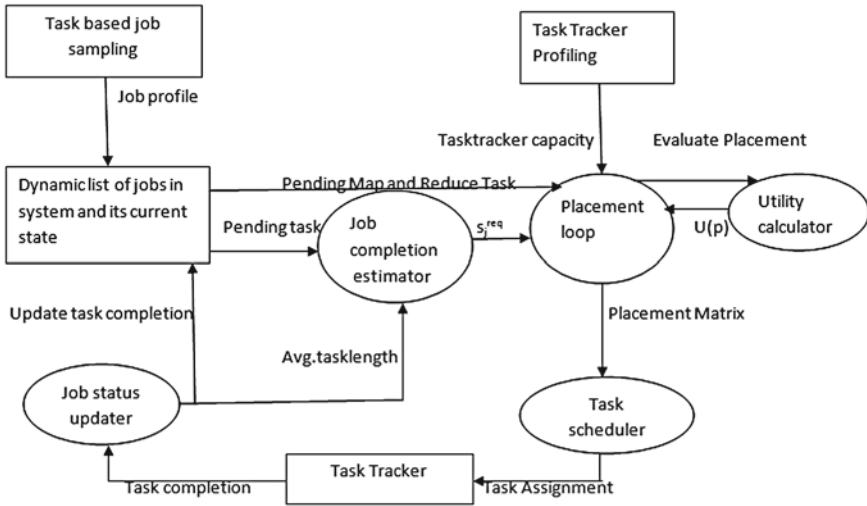 Task based job
sampling
Task Tracker
Profiling
Job profile
Tasktracker capacity
Evaluate Placement
Dynamic list of jobs in
system and its current
state
Pending Map and Reduce Task
Pending task
Job
completion
estimator
sⱼʳᵉq
Placement
loop
U(p)
Utility
calculator
Update task completion
Avg.tasklength
Placement Matrix
Job status
updater
Task
scheduler
Task completion
Task Tracker
Task Assignment